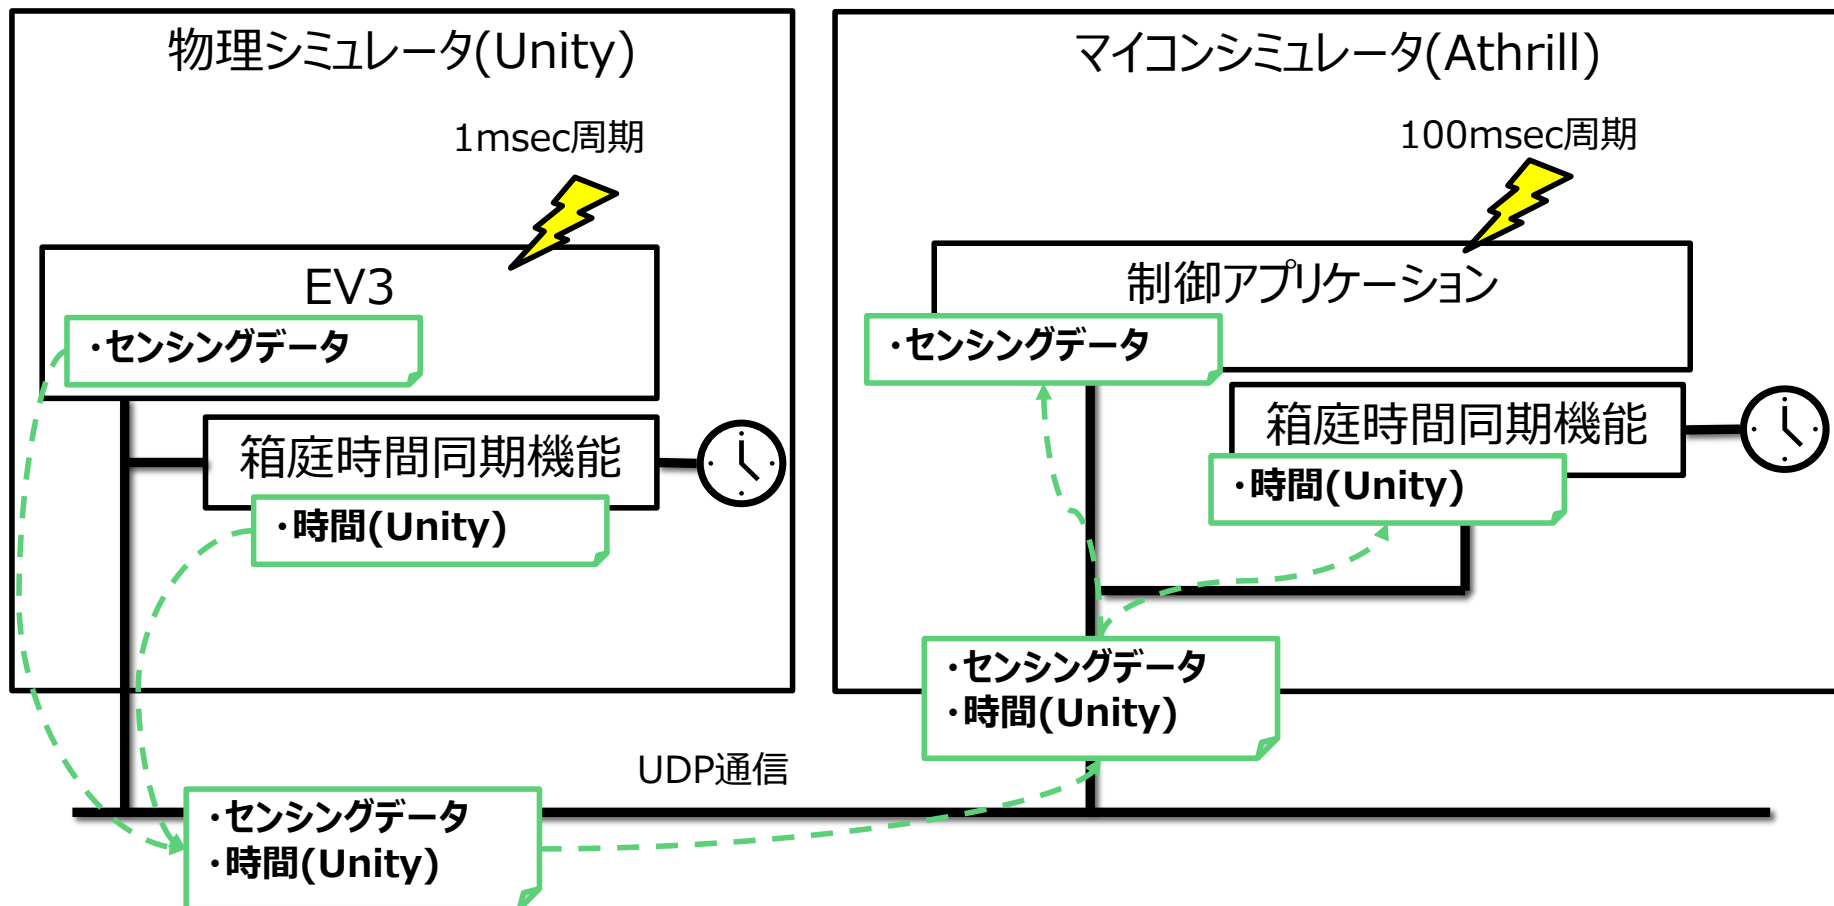 物理シミュレータ(Unity)
1msec周期
EV3
・センシングデータ
箱庭時間同期機能
・時間(Unity)
マイコンシミュレータ(Athrill)
100msec周期
制御アプリケーション
・センシングデータ
箱庭時間同期機能
・時間(Unity)
・センシングデータ
・時間(Unity)
UDP通信
・センシングデータ
・時間(Unity)